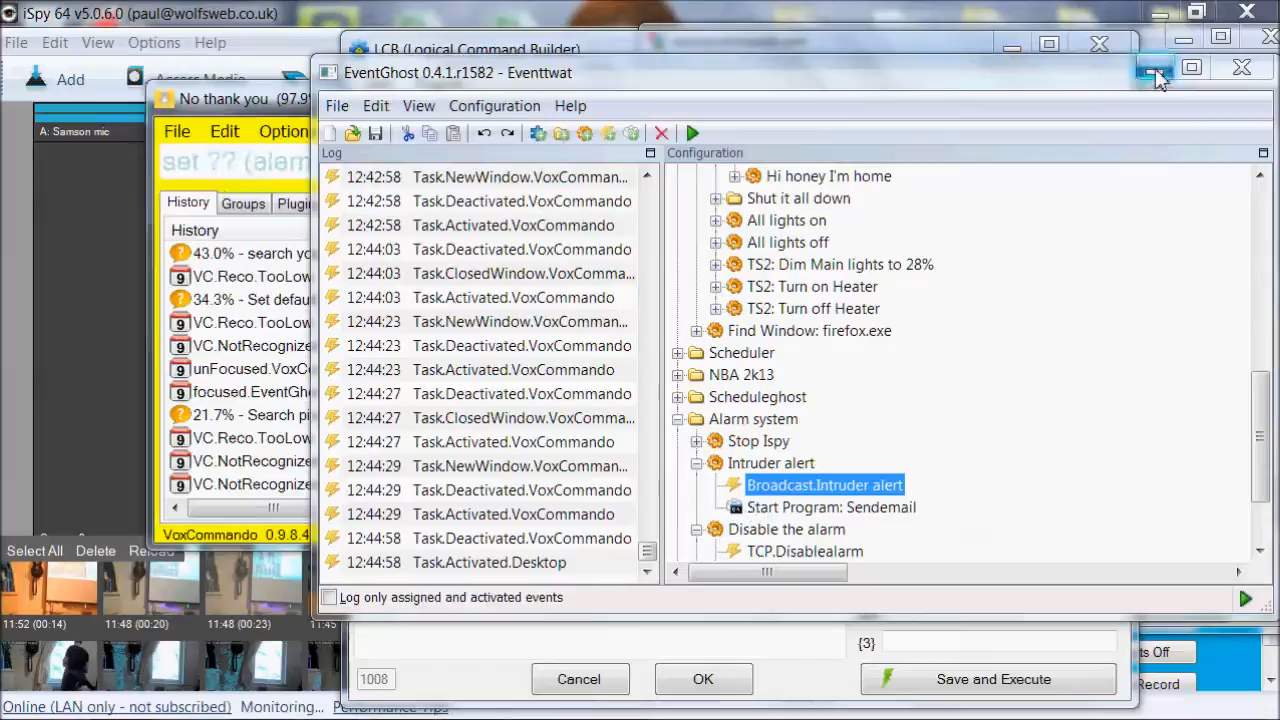 iSpy 64 v5.0.6.0 (paul@wolfsweb.co.uk)
File Edit View Options Help
Add Access Media
A: Samson mic
LCB (Logical Command Builder)
No thank you (97.9%
File Edit Option
set ?? (alarm
History Groups Plugin
History
43.0% - search yo
VC.Reco.TooLow
34.3% - Set defau
VC.Reco.TooLow
VC.NotRecognize
unFocused.VoxCo
focused.EventGho
21.7% - Search pi
VC.Reco.TooLow
VC.NotRecognize
VC.NotRecognize
VoxCommando 0.9.8.4
EventGhost 0.4.1.r1582 - Eventtwat
File Edit View Configuration Help
Log
12:42:58 Task.NewWindow.VoxComman...
12:42:58 Task.Deactivated.VoxCommando
12:42:58 Task.Activated.VoxCommando
12:44:03 Task.Deactivated.VoxCommando
12:44:03 Task.ClosedWindow.VoxComma...
12:44:03 Task.Activated.VoxCommando
12:44:23 Task.NewWindow.VoxComman...
12:44:23 Task.Deactivated.VoxCommando
12:44:23 Task.Activated.VoxCommando
12:44:27 Task.Deactivated.VoxCommando
12:44:27 Task.ClosedWindow.VoxComma...
12:44:27 Task.Activated.VoxCommando
12:44:29 Task.NewWindow.VoxComman...
12:44:29 Task.Deactivated.VoxCommando
12:44:29 Task.Activated.VoxCommando
12:44:58 Task.Deactivated.VoxCommando
12:44:58 Task.Activated.Desktop
Log only assigned and activated events
Configuration
Hi honey I'm home
Shut it all down
All lights on
All lights off
TS2: Dim Main lights to 28%
TS2: Turn on Heater
TS2: Turn off Heater
Find Window: firefox.exe
Scheduler
NBA 2k13
Scheduleghost
Alarm system
Stop Ispy
Intruder alert
Broadcast.Intruder alert
Start Program: Sendemail
Disable the alarm
TCP.Disablealarm
Select All Delete Reload
11:52 (00:14) 11:48 (00:20) 11:48 (00:26) 11:45
{3}
1008 Cancel OK Save and Execute
ts Off
Record
Online (LAN only - not subscribed) Monitoring... Performance Tips